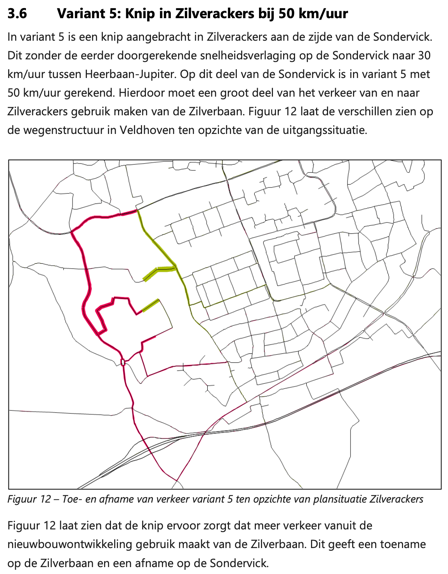 3.6 Variant 5: Knip in Zilverackers bij 50 km/uur
In variant 5 is een knip aangebracht in Zilverackers aan de zijde van de Sondervick.
Dit zonder de eerder doorgerekende snelheidsverlaging op de Sondervick naar 30
km/uur tussen Heerbaan-Jupiter. Op dit deel van de Sondervick is in variant 5 met
50 km/uur gerekend. Hierdoor moet een groot deel van het verkeer van en naar
Zilverackers gebruik maken van de Zilverbaan. Figuur 12 laat de verschillen zien op
de wegenstructuur in Veldhoven ten opzichte van de uitgangssituatie.
Figuur 12 – Toe- en afname van verkeer variant 5 ten opzichte van plansituatie Zilverackers
Figuur 12 laat zien dat de knip ervoor zorgt dat meer verkeer vanuit de
nieuwbouwontwikkeling gebruik maakt van de Zilverbaan. Dit geeft een toename
op de Zilverbaan en een afname op de Sondervick.